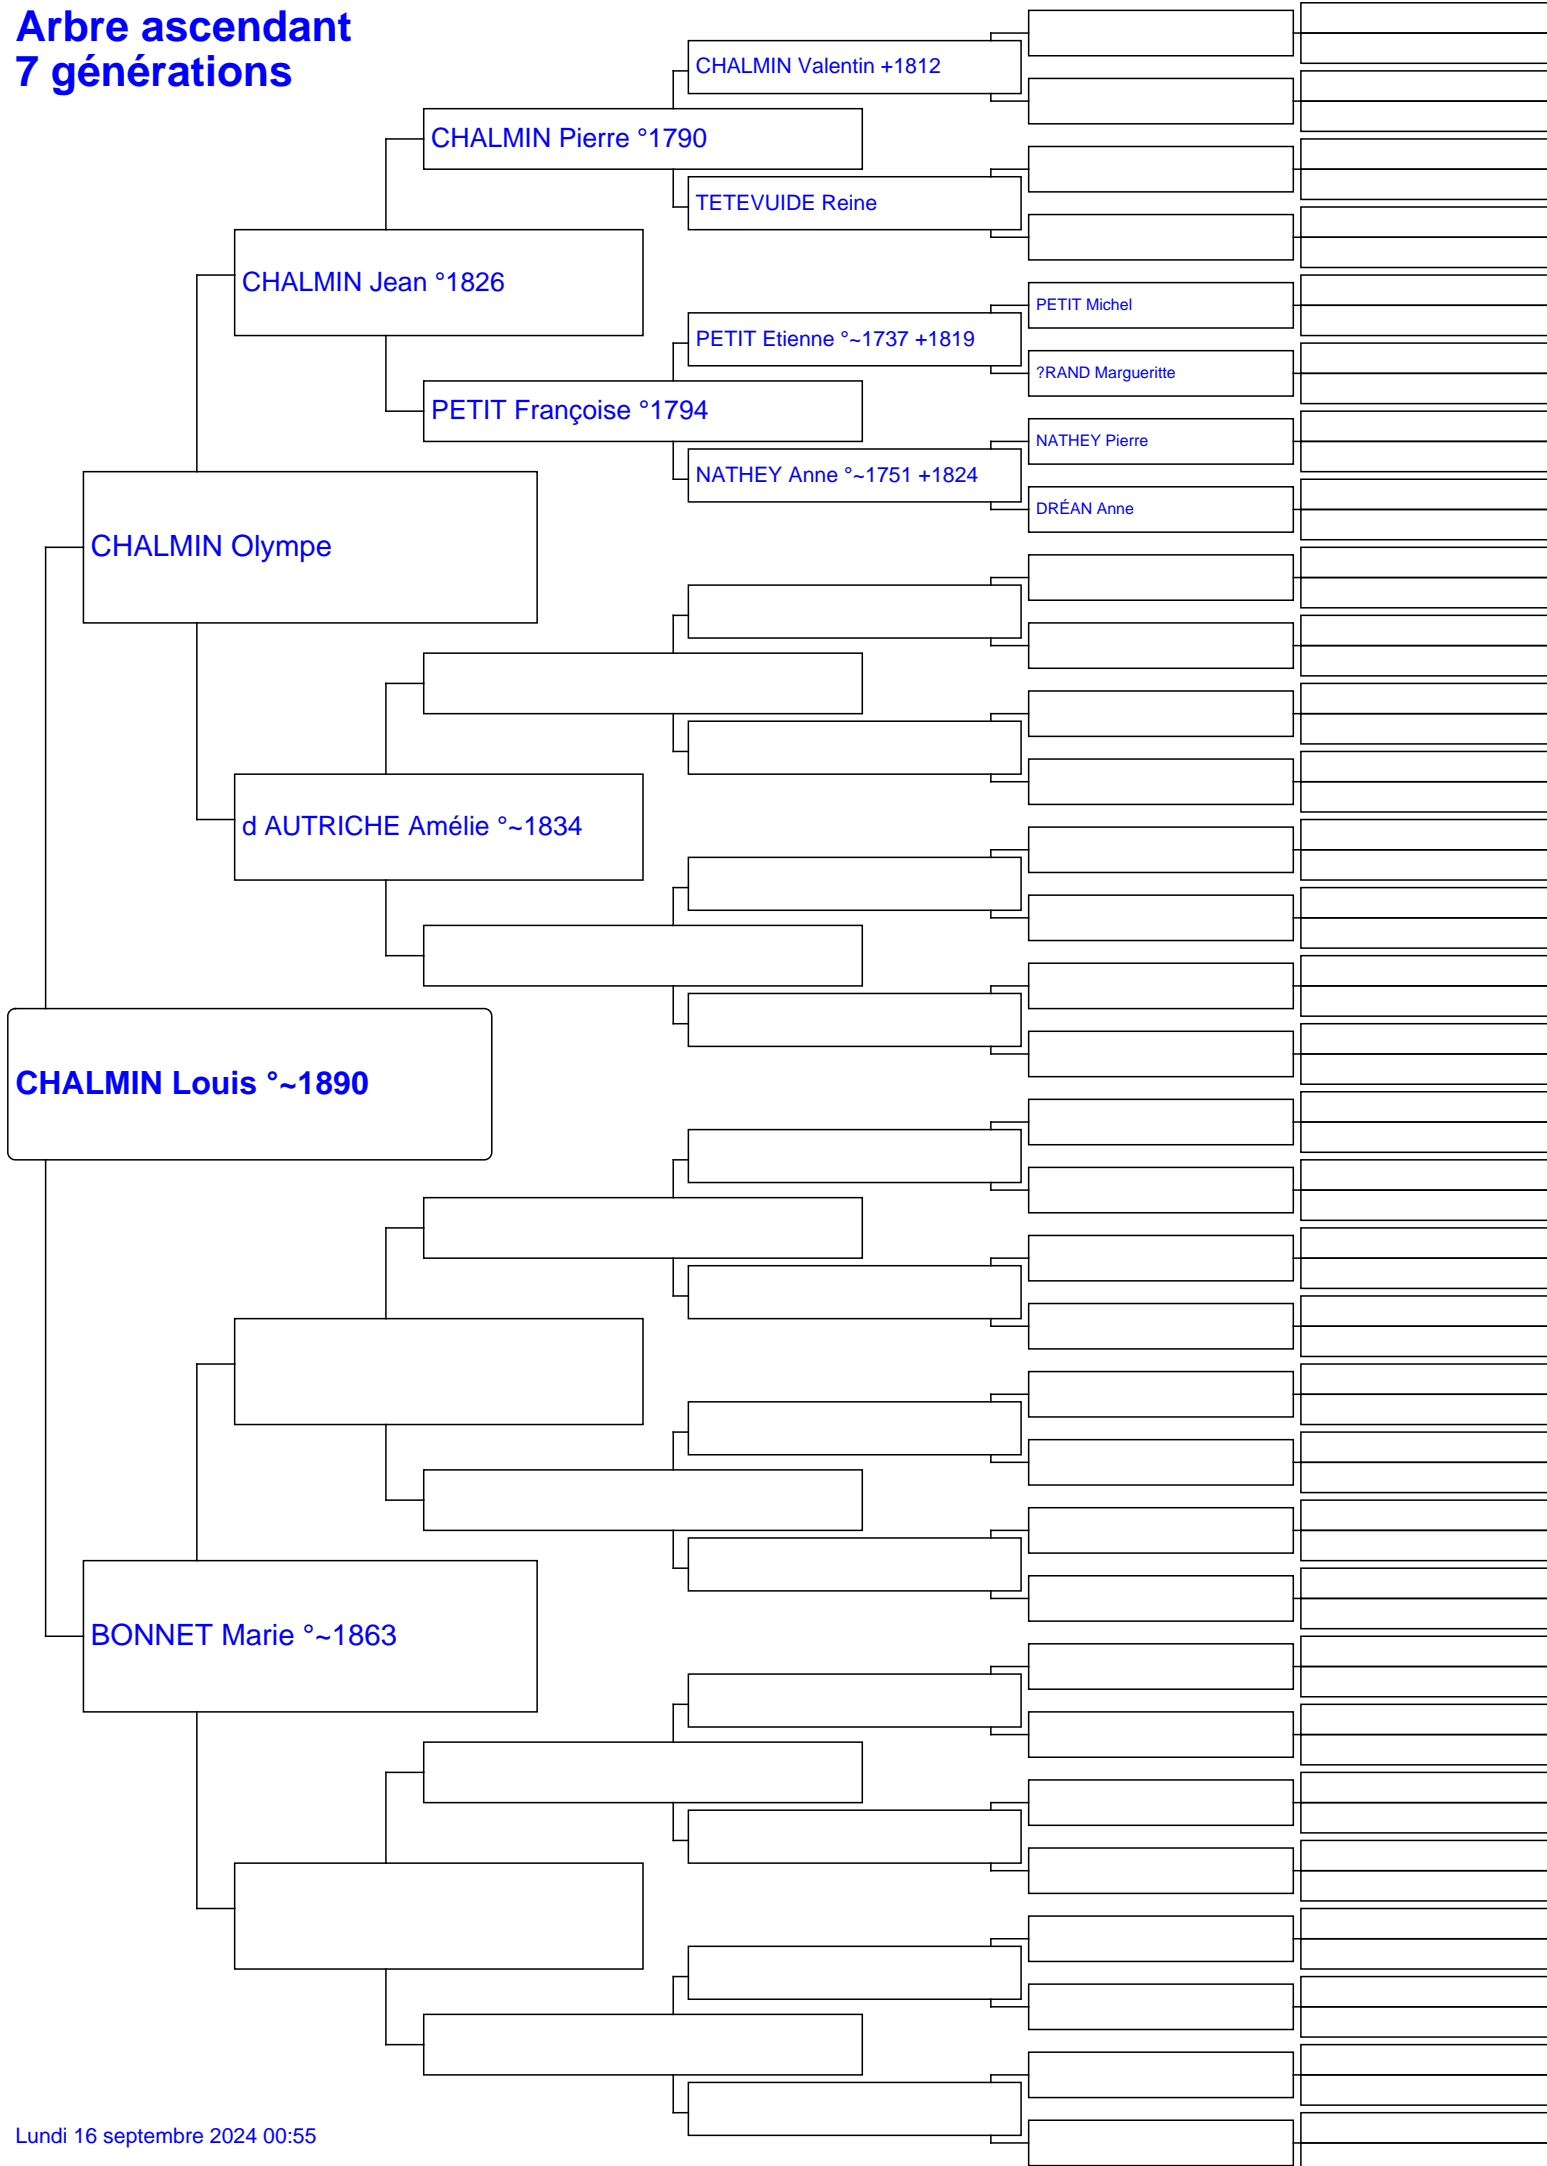 Arbre ascendant
7 générations
CHALMIN Valentin +1812
CHALMIN Pierre °1790
TETEVUIDE Reine
CHALMIN Jean °1826
PETIT Michel
PETIT Etienne °~1737 +1819
?RAND Margueritte
PETIT Françoise °1794
NATHEY Pierre
NATHEY Anne °~1751 +1824
DRÉAN Anne
CHALMIN Olympe
d AUTRICHE Amélie °~1834
CHALMIN Louis °~1890
BONNET Marie °~1863
Lundi 16 septembre 2024 00:55